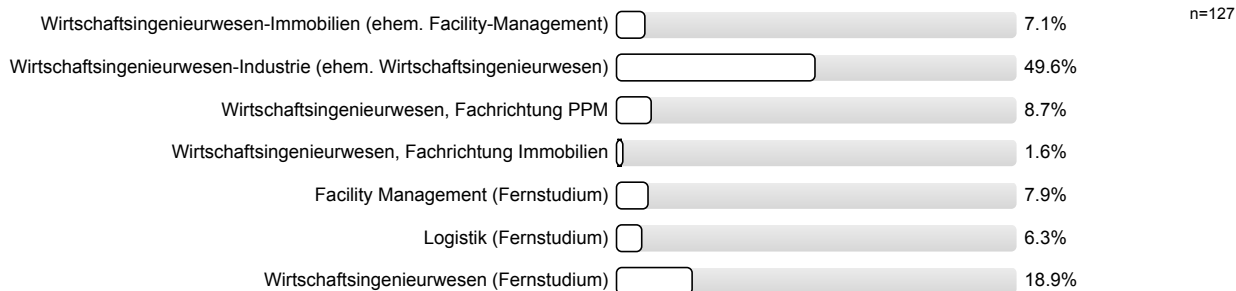 Wirtschaftsingenieurwesen-Immobilien (ehem. Facility-Management) 7.1% n=127
Wirtschaftsingenieurwesen-Industrie (ehem. Wirtschaftsingenieurwesen) 49.6%
Wirtschaftsingenieurwesen, Fachrichtung PPM 8.7%
Wirtschaftsingenieurwesen, Fachrichtung Immobilien 1.6%
Facility Management (Fernstudium) 7.9%
Logistik (Fernstudium) 6.3%
Wirtschaftsingenieurwesen (Fernstudium) 18.9%